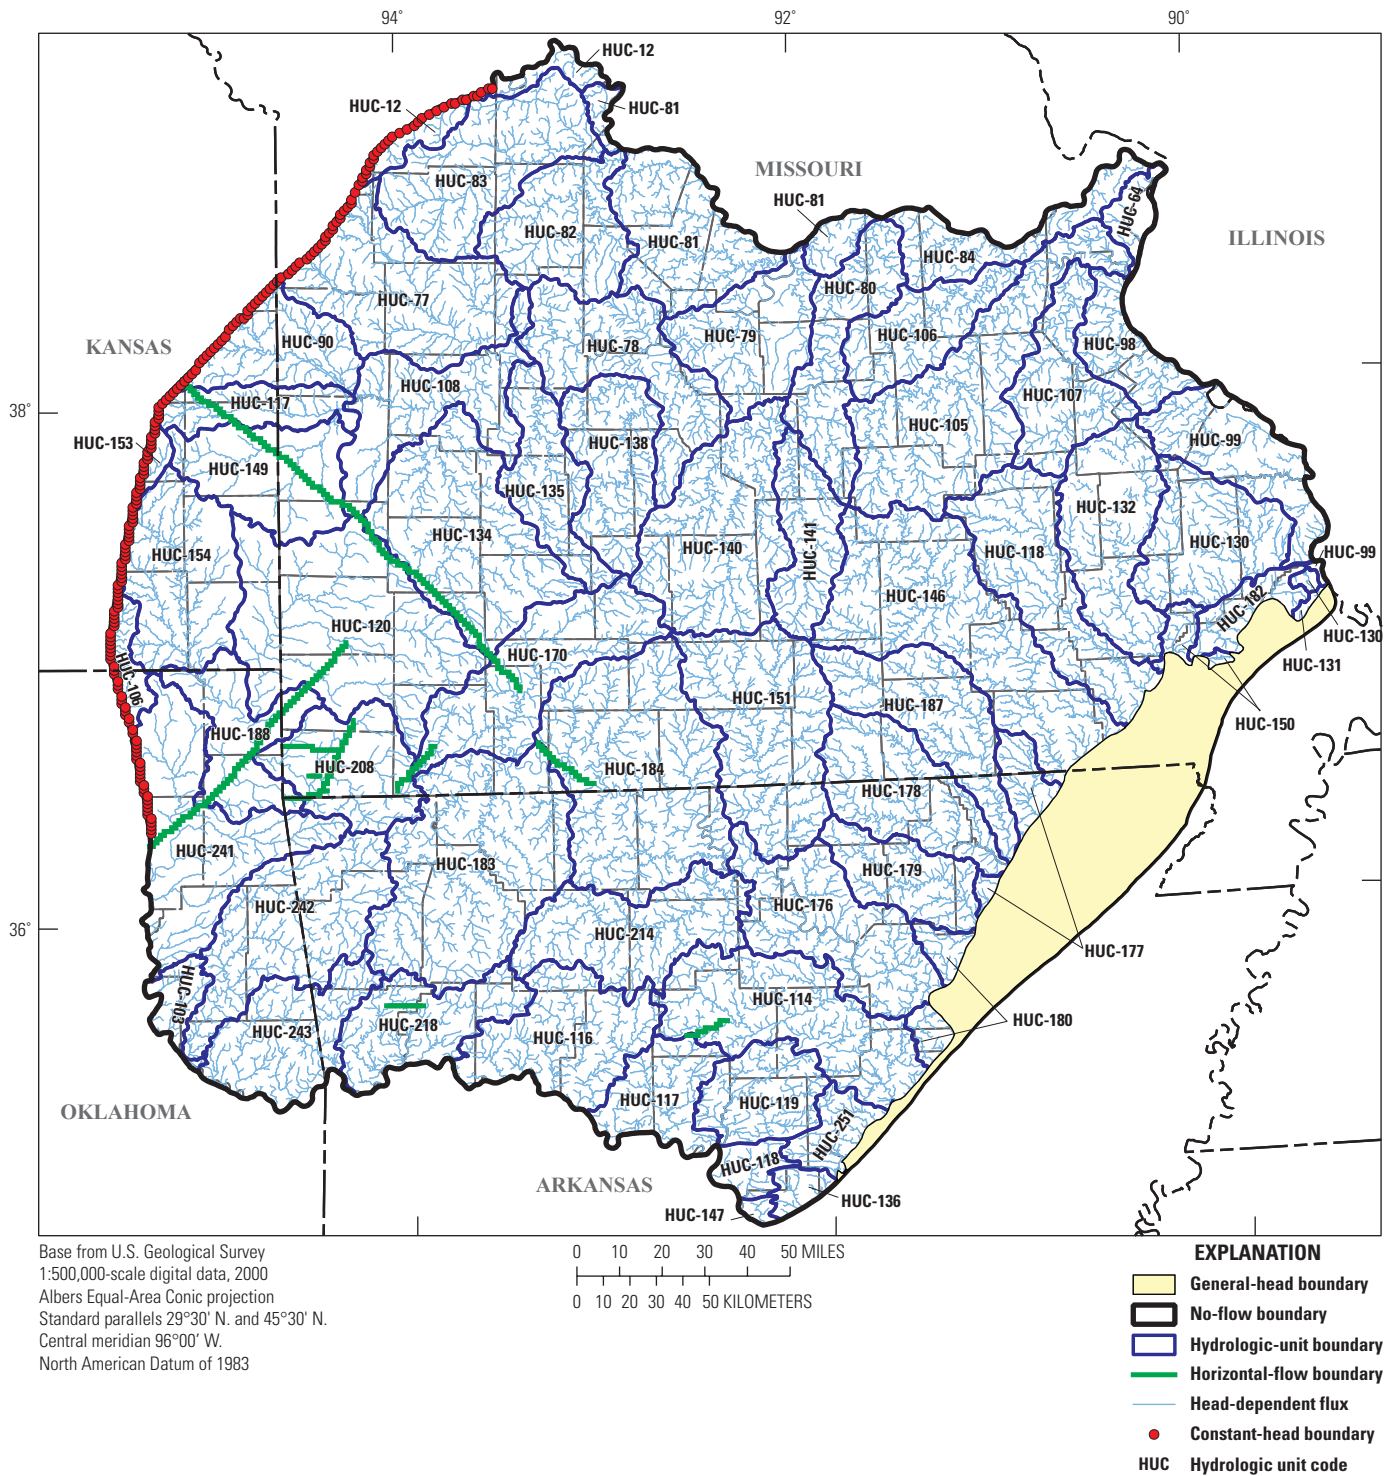 94°
92°
90°
HUC-12
HUC-12
HUC-81
MISSOURI
HUC-83
HUC-81
HUC-64
HUC-82
HUC-81
ILLINOIS
HUC-84
HUC-80
HUC-77
HUC-106
HUC-79
HUC-90
HUC-78
HUC-98
KANSAS
HUC-108
HUC-107
HUC-117
38°
HUC-105
HUC-99
HUC-153
HUC-138
HUC-149
HUC-135
HUC-132
HUC-134
HUC-130
HUC-154
HUC-140
HUC-141
HUC-118
HUC-99
HUC-146
HUC-182
HUC-120
HUC-130
HUC-170
HUC-131
HUC-106
HUC-151
HUC-187
HUC-150
HUC-188
HUC-208
HUC-184
HUC-178
HUC-241
HUC-183
HUC-179
HUC-242
HUC-176
36°
HUC-214
HUC-177
HUC-103
HUC-114
HUC-180
HUC-218
HUC-243
HUC-116
HUC-117
HUC-119
OKLAHOMA
HUC-251
HUC-118
ARKANSAS
HUC-136
HUC-147
Base from U.S. Geological Survey
1:500,000-scale digital data, 2000
Albers Equal-Area Conic projection
Standard parallels 29°30' N. and 45°30' N.
Central meridian 96°00' W.
North American Datum of 1983
0 10 20 30 40 50 MILES
0 10 20 30 40 50 KILOMETERS
EXPLANATION
General-head boundary
No-flow boundary
Hydrologic-unit boundary
Horizontal-flow boundary
Head-dependent flux
Constant-head boundary
HUC Hydrologic unit code